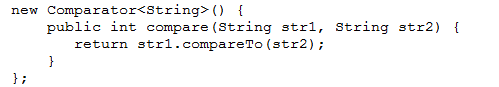 new Comparator<String>() {
    public int compare(String str1, String str2) {
       return str1.compareTo(str2);
    }
};